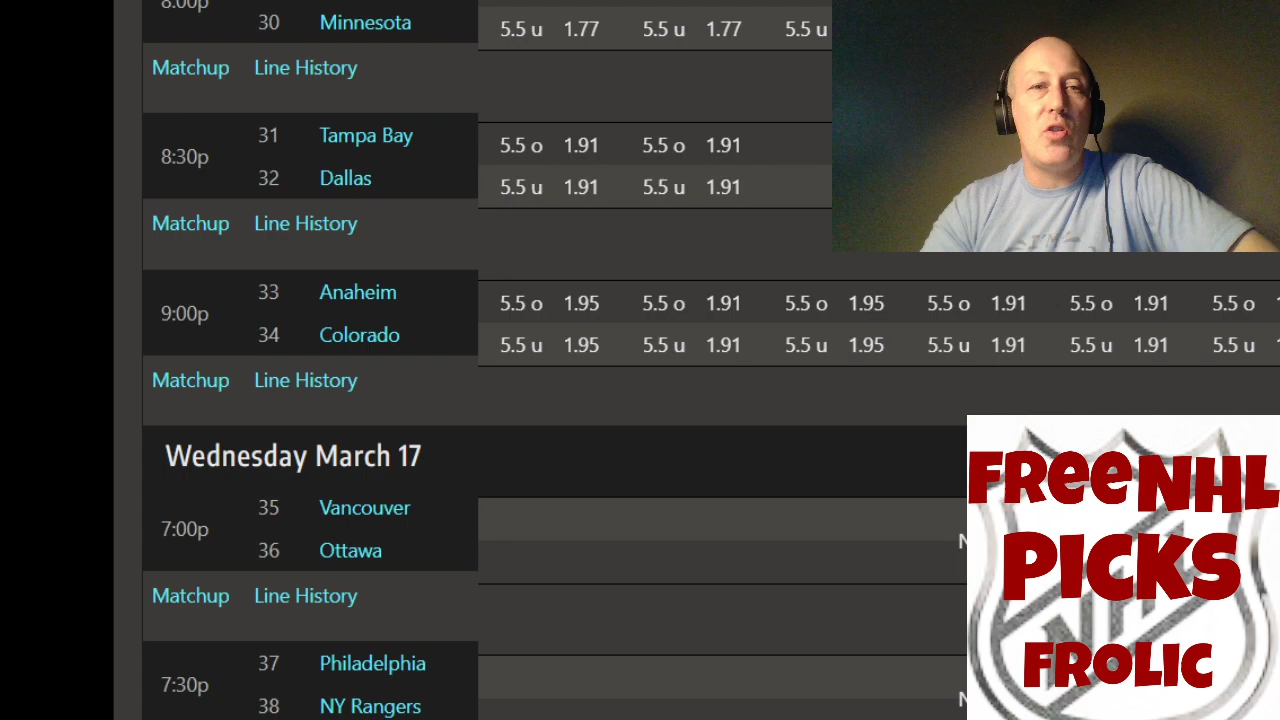 8:00p
30 Minnesota 5.5 u 1.77 5.5 u 1.77 5.5 u
Matchup Line History
31 Tampa Bay 5.5 o 1.91 5.5 o 1.91
8:30p
32 Dallas 5.5 u 1.91 5.5 u 1.91
Matchup Line History
33 Anaheim 5.5 o 1.95 5.5 o 1.91 5.5 o 1.95 5.5 o 1.91 5.5 o 1.91 5.5 o
9:00p
34 Colorado 5.5 u 1.95 5.5 u 1.91 5.5 u 1.95 5.5 u 1.91 5.5 u 1.91 5.5 u
Matchup Line History
Wednesday March 17
35 Vancouver
7:00p
36 Ottawa
Matchup Line History
37 Philadelphia
7:30p
38 NY Rangers
FREE NHL
PICKS
NHL
FROLIC